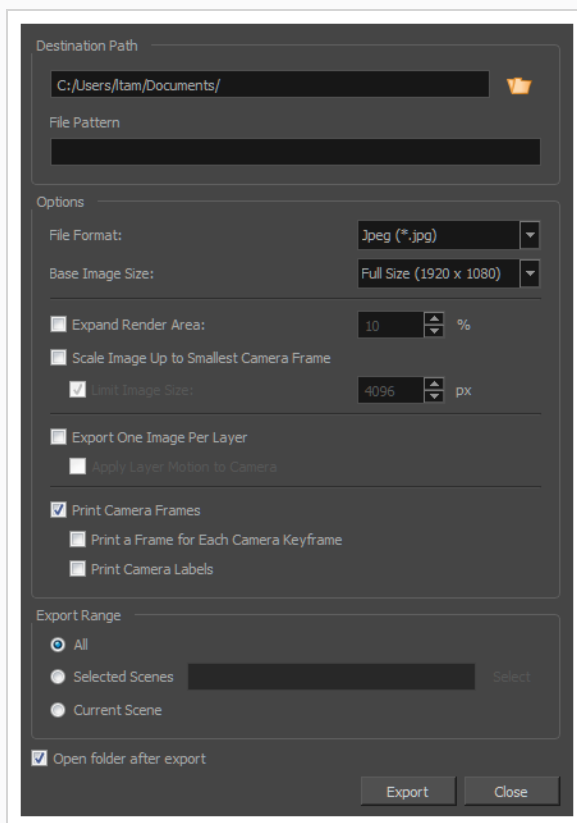 Destination Path
C:/Users/ltam/Documents/
File Pattern
Options
File Format: Jpeg (*.jpg)
Base Image Size: Full Size (1920 x 1080)
Expand Render Area: 10 %
Scale Image Up to Smallest Camera Frame
Limit Image Size: 4096 px
Export One Image Per Layer
Apply Layer Motion to Camera
Print Camera Frames
Print a Frame for Each Camera Keyframe
Print Camera Labels
Export Range
All
Selected Scenes Select
Current Scene
Open folder after export
Export Close